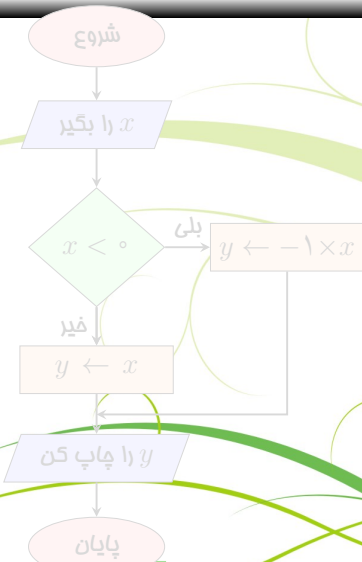 شروع
x را بگیر
x < ۰
بلی
y ← −۱×x
خیر
y ← x
y را چاپ کن
پایان